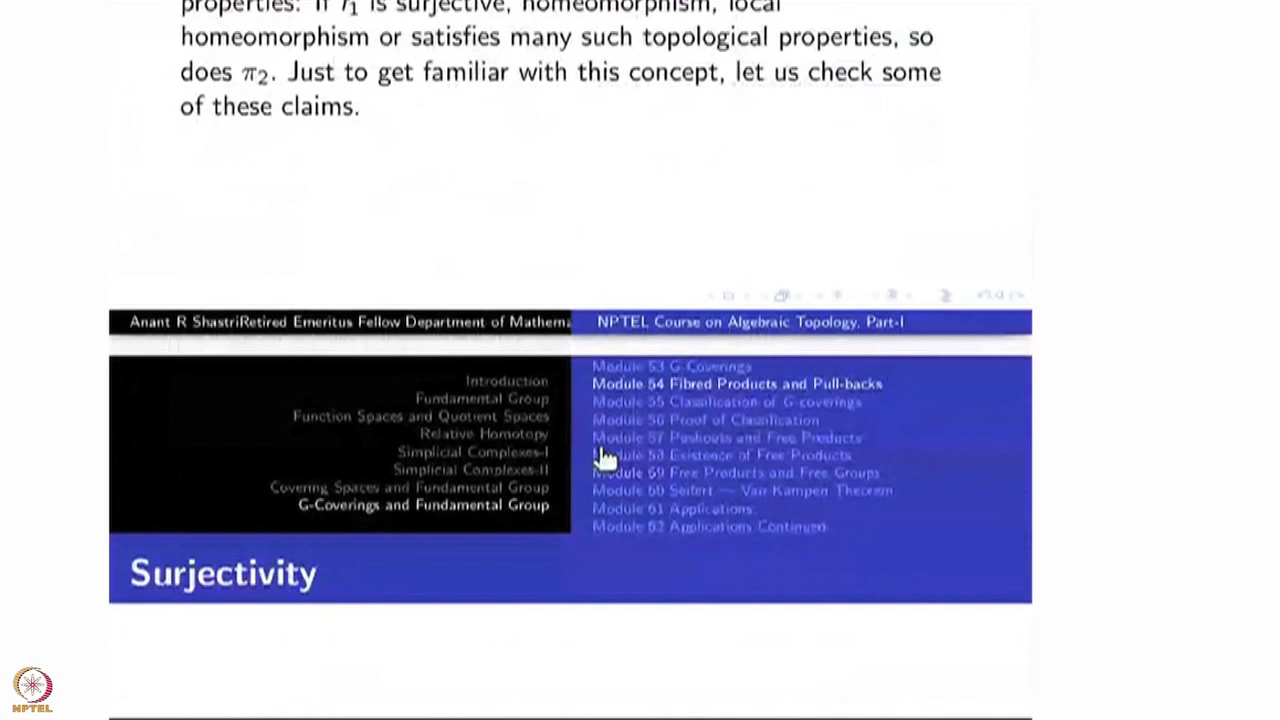 properties: If f₁ is surjective, homeomorphism, local
homeomorphism or satisfies many such topological properties, so
does π₂. Just to get familiar with this concept, let us check some
of these claims.
Anant R ShastriRetired Emeritus Fellow Department of Mathema
NPTEL Course on Algebraic Topology, Part-I
Introduction
Fundamental Group
Function Spaces and Quotient Spaces
Relative Homotopy
Simplicial Complexes-I
Simplicial Complexes-II
Covering Spaces and Fundamental Group
G-Coverings and Fundamental Group
Module 53 G-Coverings
Module 54 Fibred Products and Pull-backs
Module 55 Classification of G-coverings
Module 56 Proof of Classification
Module 57 Pushouts and Free Products
Module 58 Existence of Free Products
Module 59 Free Products and Free Groups
Module 60 Seifert — Van Kampen Theorem
Module 61 Applications
Module 62 Applications Continued
Surjectivity
NPTEL